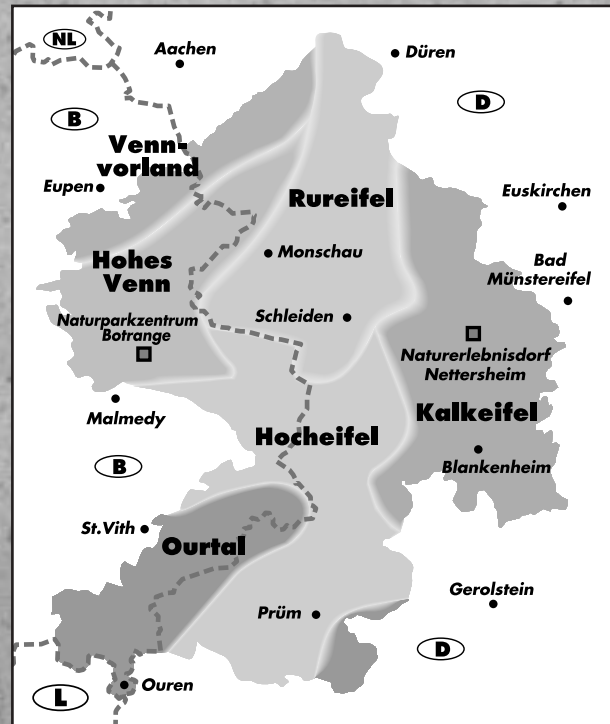 NL
Aachen
Düren
B
D
Venn-
vorland
Eupen
Rureifel
Euskirchen
Monschau
Hohes
Venn
Bad
Münstereifel
Naturparkzentrum
Botrange
Schleiden
Naturerlebnisdorf
Nettersheim
Malmedy
Hocheifel
Kalkeifel
B
Blankenheim
St.Vith
Ourtal
Gerolstein
Prüm
D
L
Ouren